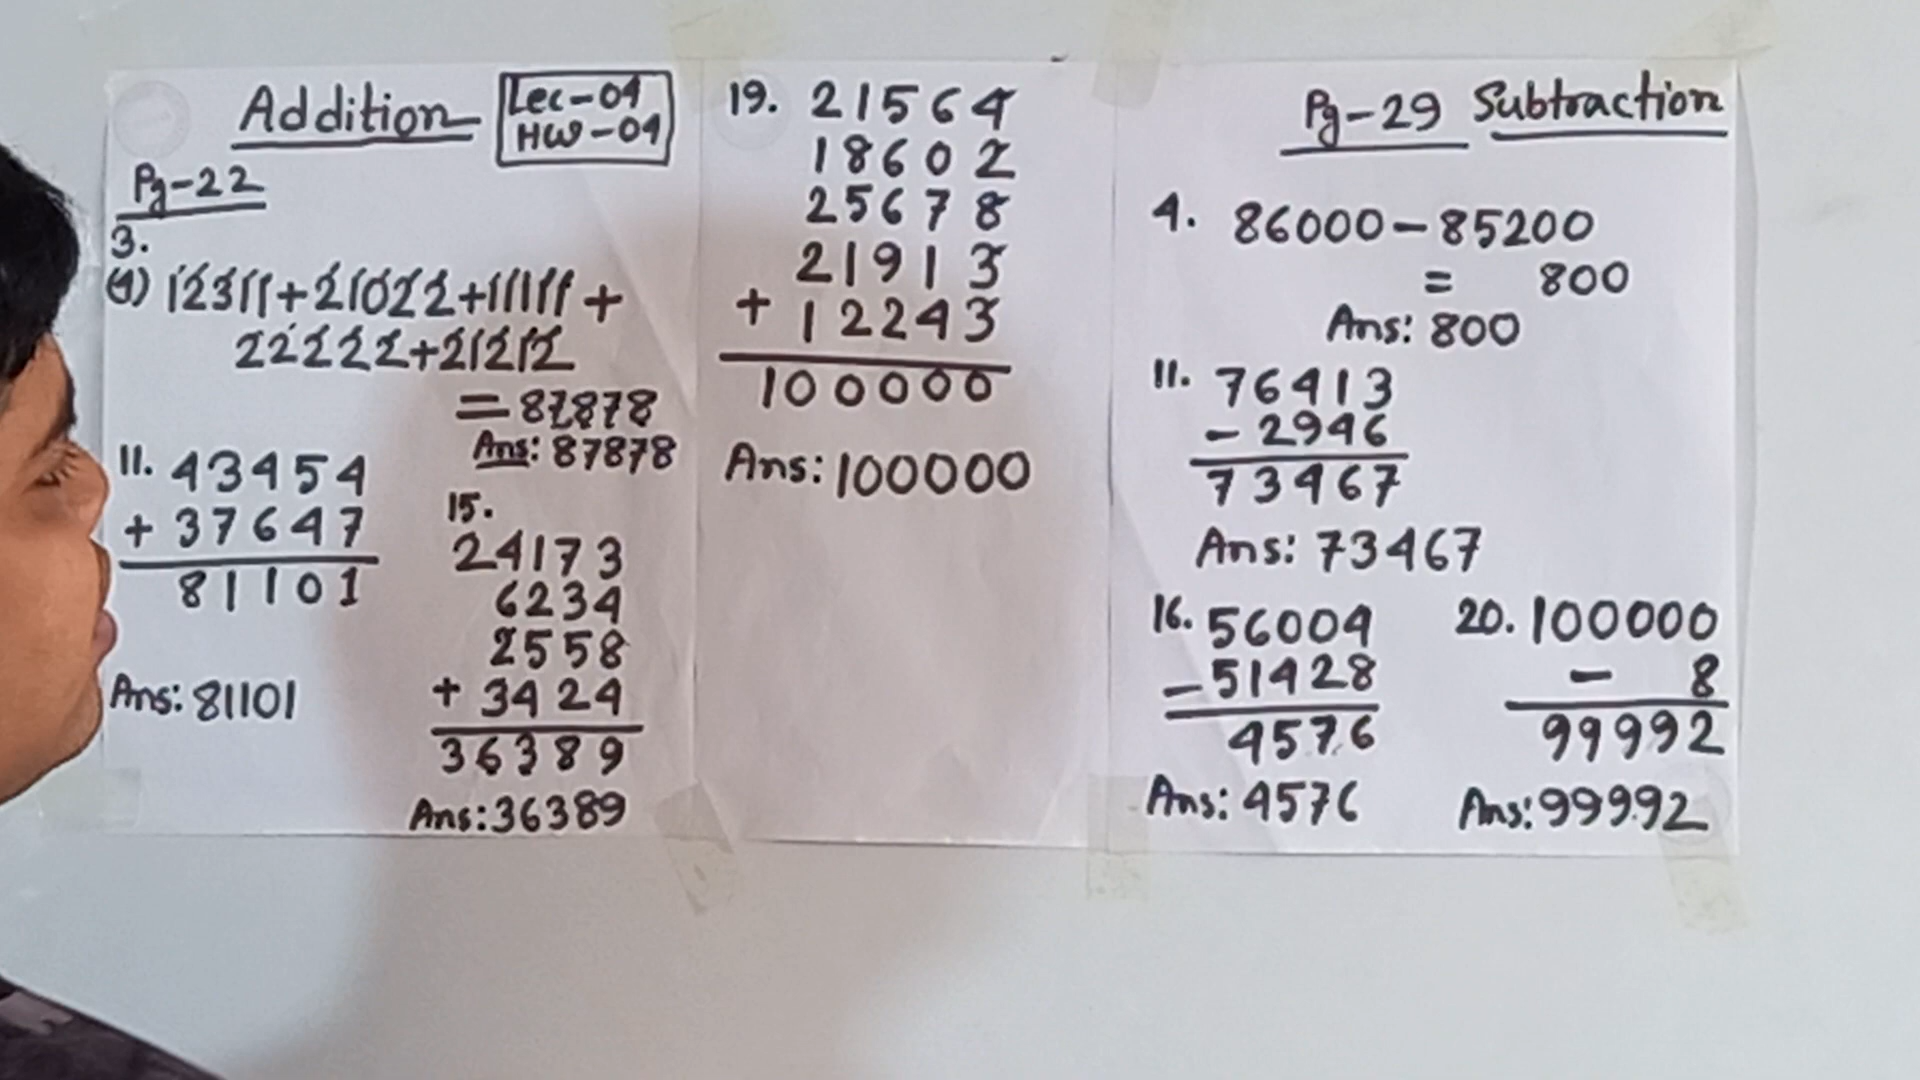 Addition
Lec-04
HW-04
Pg-22
3.
(4) 12311+21022+11111+
22222+21212
=87878
Ans: 87878
11. 43454
+ 37647
81101
Ans: 81101
15.
24173
6234
2558
+ 3424
36389
Ans: 36389
19. 21564
18602
25678
21913
+ 12243
100000
Ans: 100000
Pg-29 Subtraction
4. 86000-85200
= 800
Ans: 800
11. 76413
- 2946
73467
Ans: 73467
16. 56004
- 51428
4576
Ans: 4576
20. 100000
- 8
99992
Ans: 99992